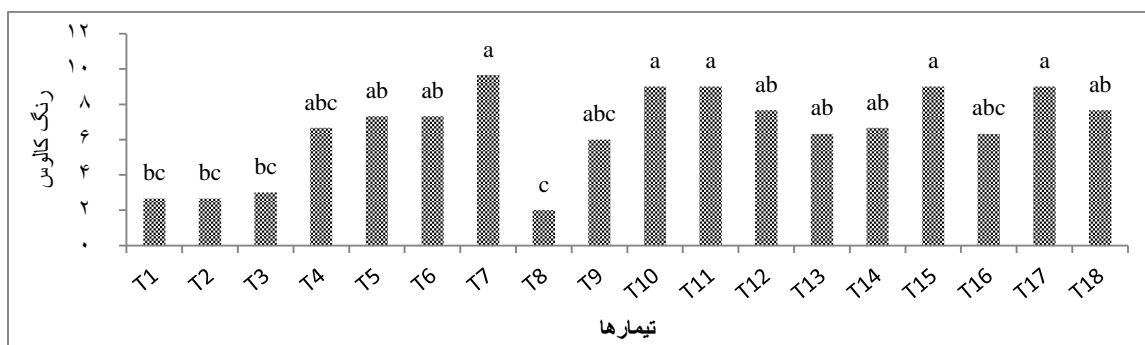 رنگ کالوس
۱۲
۱۰
۸
۶
۴
۲
۰
bc bc bc abc ab ab a c abc a a ab ab ab a abc a ab
T1 T2 T3 T4 T5 T6 T7 T8 T9 T10 T11 T12 T13 T14 T15 T16 T17 T18
تیمارها